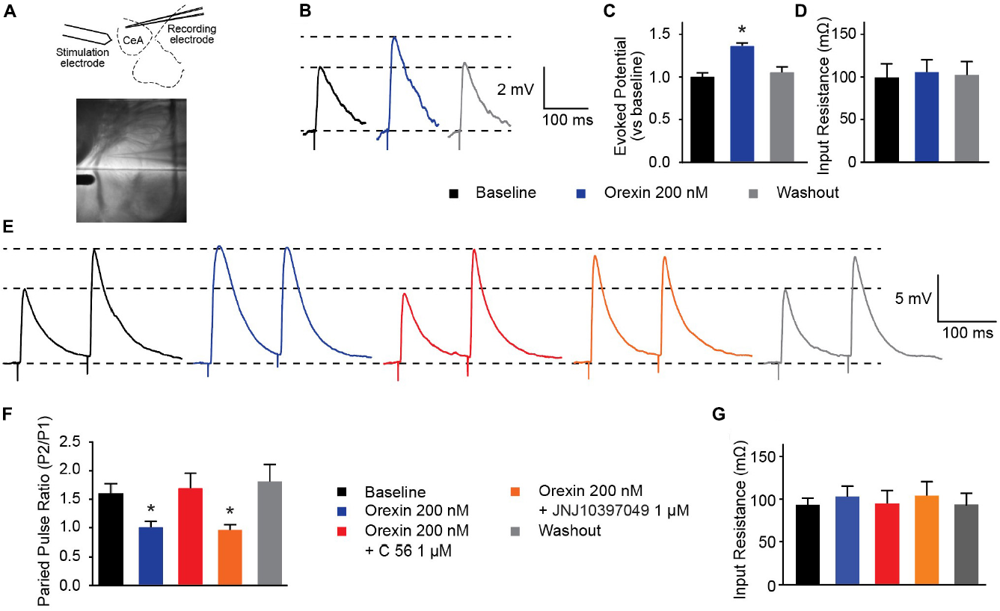 A
Recording
electrode
CeA
Stimulation
electrode
B
2 mV
100 ms
C
Evoked Potential
(vs baseline)
1.5
1.0
0.5
0.0
*
D
Input Resistance (mΩ)
150
100
50
0
Baseline
Orexin 200 nM
Washout
E
5 mV
100 ms
F
Paried Pulse Ratio (P2/P1)
2.5
2.0
1.5
1.0
0.5
0.0
*
*
Baseline
Orexin 200 nM
Orexin 200 nM
+ C 56 1 µM
Orexin 200 nM
+ JNJ10397049 1 µM
Washout
G
Input Resistance (mΩ)
150
100
50
0